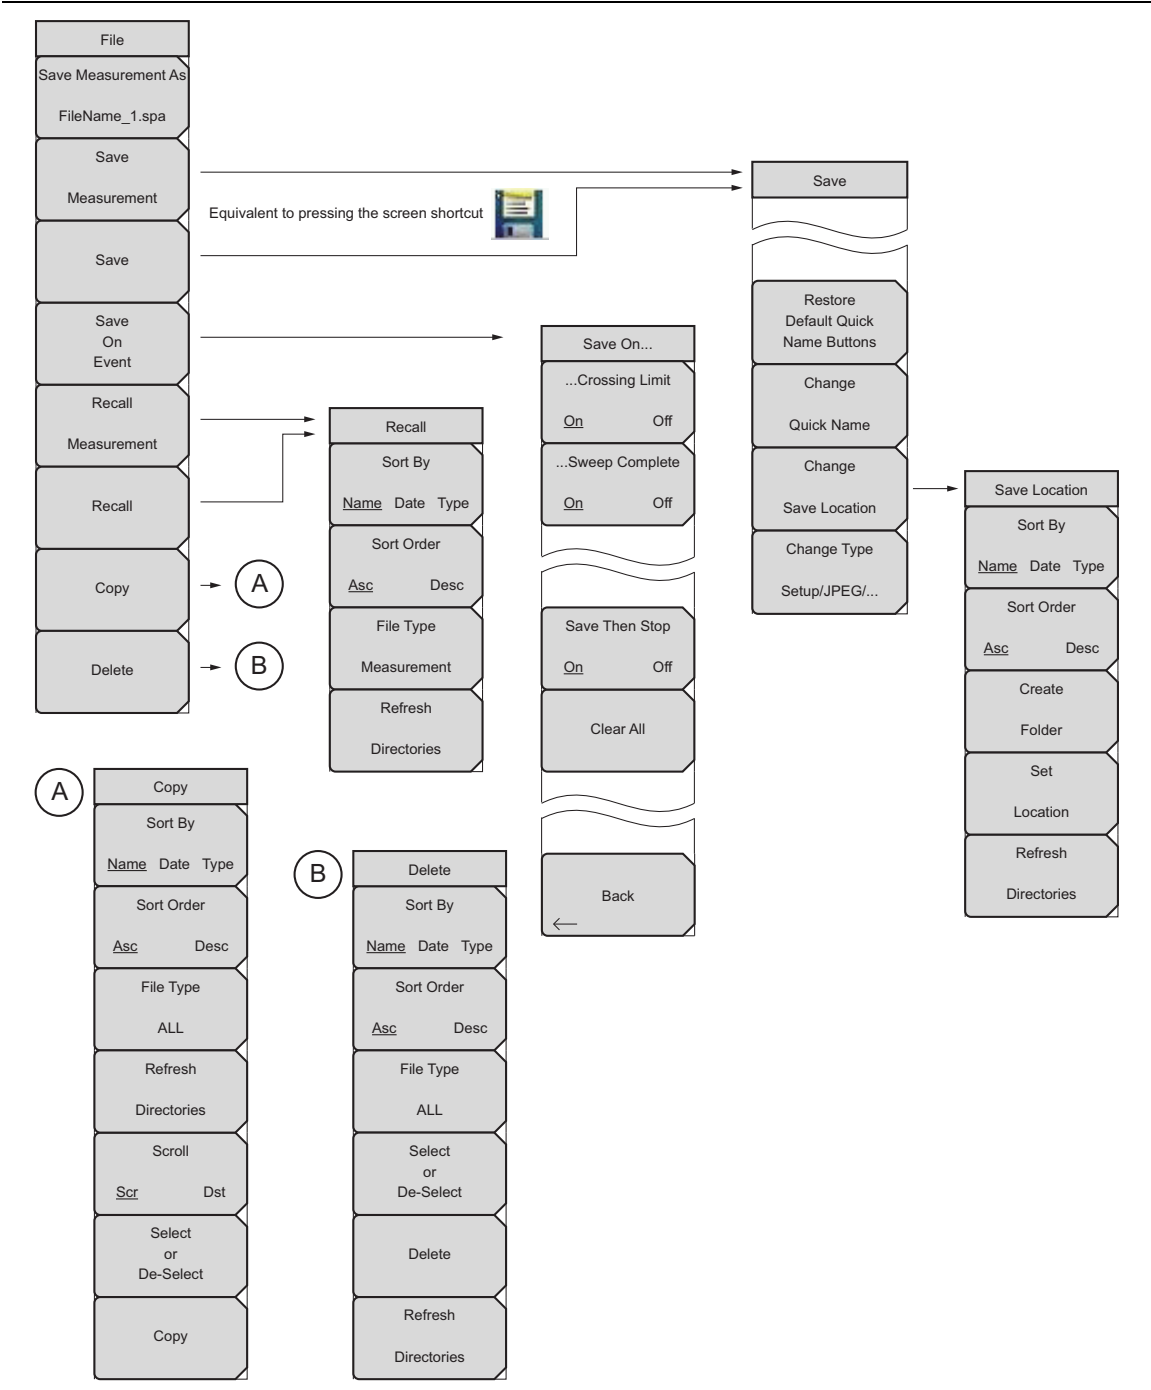 File
Save Measurement As
FileName_1.spa
Save
Measurement
Save
Save
On
Event
Recall
Measurement
Recall
Copy
Delete
A
B
Equivalent to pressing the screen shortcut
Recall
Sort By
Name Date Type
Sort Order
Asc Desc
File Type
Measurement
Refresh
Directories
Save On...
...Crossing Limit
On Off
...Sweep Complete
On Off
Save Then Stop
On Off
Clear All
Back
Save
Restore
Default Quick
Name Buttons
Change
Quick Name
Change
Save Location
Change Type
Setup/JPEG/...
Save Location
Sort By
Name Date Type
Sort Order
Asc Desc
Create
Folder
Set
Location
Refresh
Directories
A
Copy
Sort By
Name Date Type
Sort Order
Asc Desc
File Type
ALL
Refresh
Directories
Scroll
Scr Dst
Select
or
De-Select
Copy
B
Delete
Sort By
Name Date Type
Sort Order
Asc Desc
File Type
ALL
Select
or
De-Select
Delete
Refresh
Directories